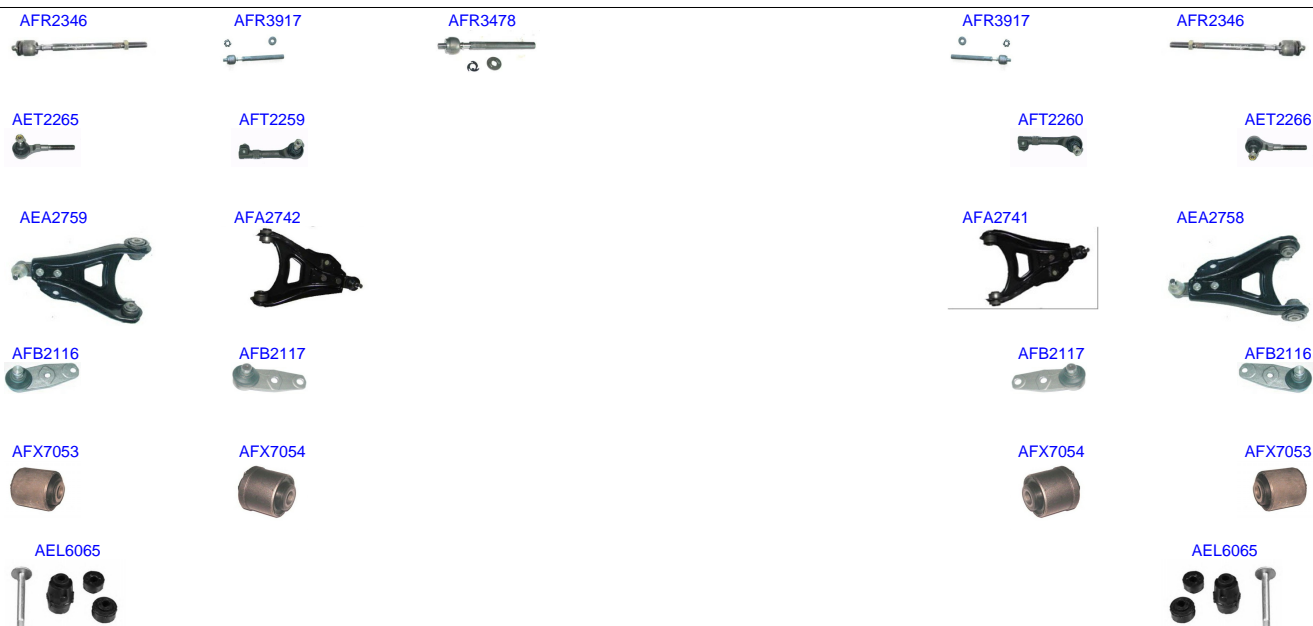 AFR2346 AFR3917 AFR3478 AFR3917 AFR2346
AET2265 AFT2259 AFT2260 AET2266
AEA2759 AFA2742 AFA2741 AEA2758
AFB2116 AFB2117 AFB2117 AFB2116
AFX7053 AFX7054 AFX7054 AFX7053
AEL6065 AEL6065